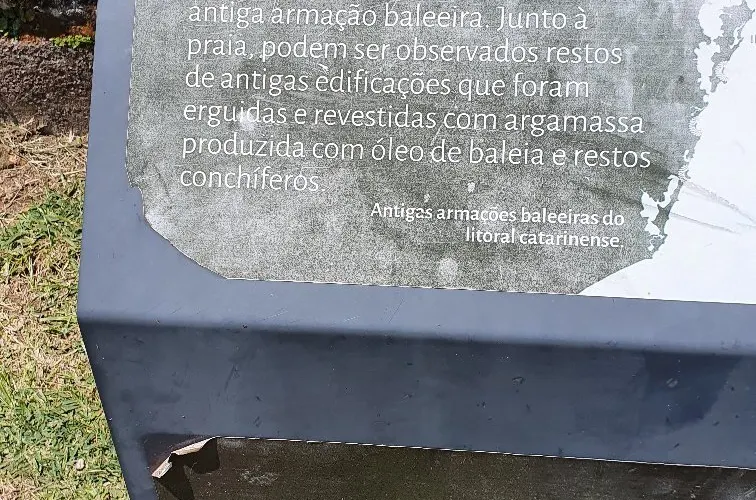 antiga armação baleeira. Junto à
praia, podem ser observados restos
de antigas edificações que foram
erguidas e revestidas com argamassa
produzida com óleo de baleia e restos
conchíferos.
Antigas armações baleeiras do
litoral catarinense.